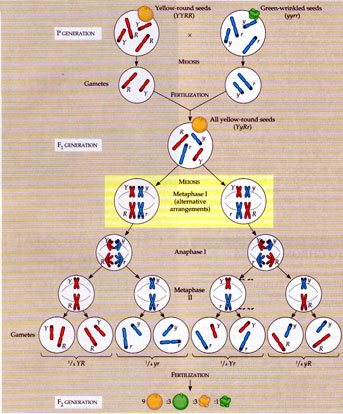 Yellow-round seeds
(YYRR)
Green-wrinkled seeds
(yyrr)
P GENERATION
×
MEIOSIS
Gametes
R
Y
y
r
FERTILIZATION
All yellow-round seeds
(YyRr)
F₁ GENERATION
MEIOSIS
Metaphase I
(alternative
arrangements)
Anaphase I
Metaphase
II
Gametes
1/4 YR
1/4 yr
1/4 Yr
1/4 yR
FERTILIZATION
F₂ GENERATION
9 :3 :3 :1